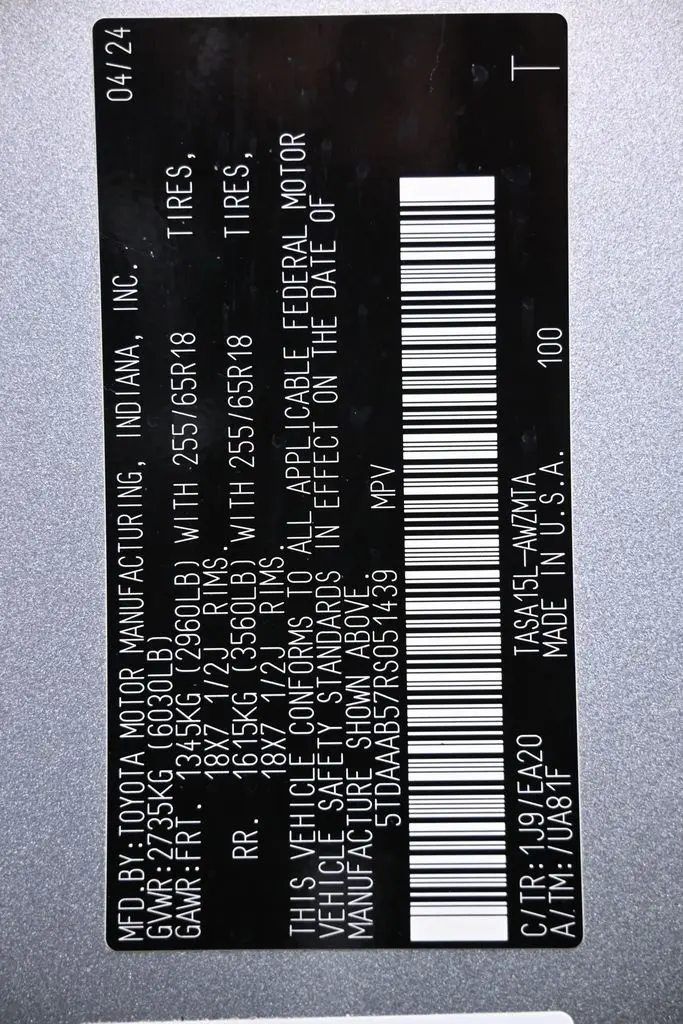 MFD.BY:TOYOTA MOTOR MANUFACTURING, INDIANA, INC. 04/24
GVWR:2735KG (6030LB)
GAWR:FRT. 1345KG (2960LB) WITH 255/65R18 TIRES,
18X7 1/2J RIMS.
RR. 1615KG (3560LB) WITH 255/65R18 TIRES,
18X7 1/2J RIMS.
THIS VEHICLE CONFORMS TO ALL APPLICABLE FEDERAL MOTOR
VEHICLE SAFETY STANDARDS IN EFFECT ON THE DATE OF
MANUFACTURE SHOWN ABOVE.
5TDAAAB57RS051439 MPV
C/TR:1J9/EA20 TASA15L-AWZMTA T
A/TM:/UA81F MADE IN U.S.A. 100